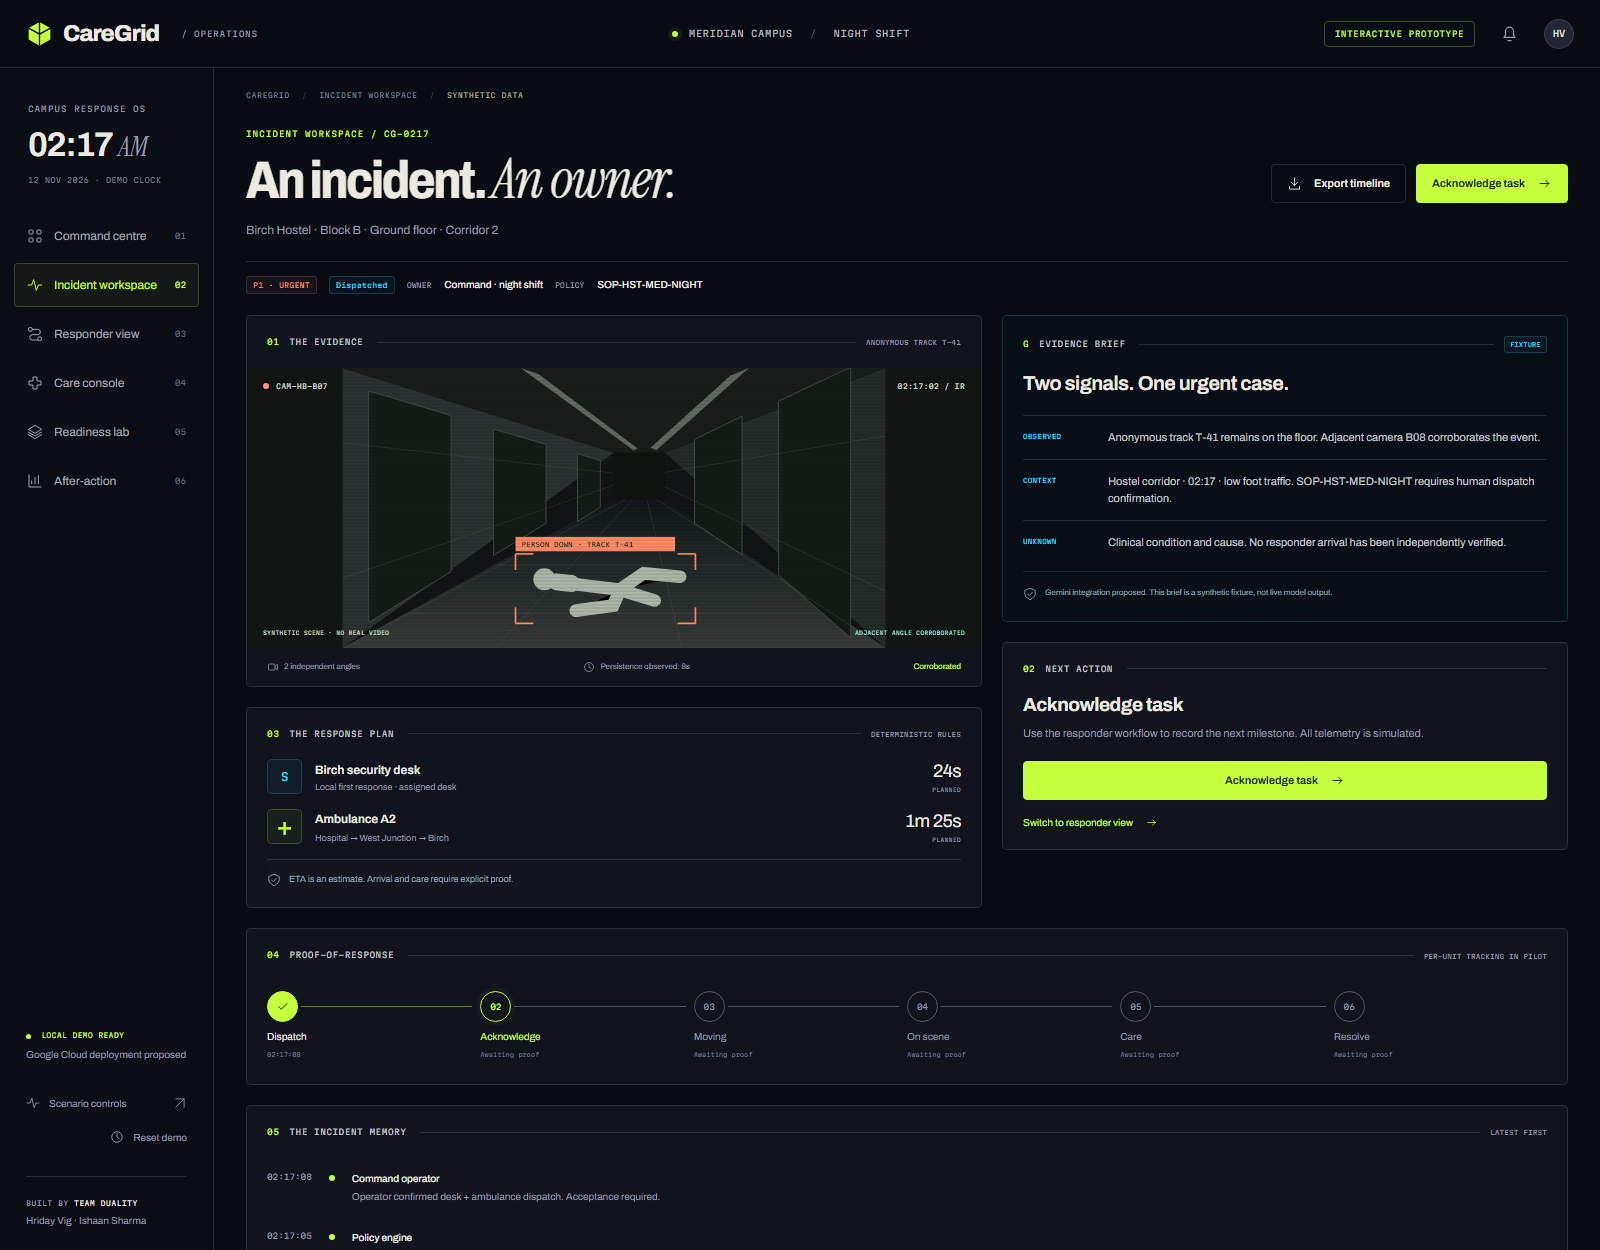 CareGrid / OPERATIONS
MERIDIAN CAMPUS / NIGHT SHIFT
INTERACTIVE PROTOTYPE
HV
CAMPUS RESPONSE OS
02:17 AM
12 NOV 2026 · DEMO CLOCK
Command centre 01
Incident workspace 02
Responder view 03
Care console 04
Readiness lab 05
After-action 06
LOCAL DEMO READY
Google Cloud deployment proposed
Scenario controls
Reset demo
BUILT BY TEAM DUALITY
Hriday Vig · Ishaan Sharma
CAREGRID / INCIDENT WORKSPACE / SYNTHETIC DATA
INCIDENT WORKSPACE / CG-0217
An incident. An owner.
Birch Hostel · Block B · Ground floor · Corridor 2
Export timeline
Acknowledge task →
P1 · URGENT Dispatched OWNER Command · night shift POLICY SOP-HST-MED-NIGHT
01 THE EVIDENCE ANONYMOUS TRACK T-41
CAM-HB-B07 02:17:02 / IR
PERSON DOWN · TRACK T-41
SYNTHETIC SCENE · NO REAL VIDEO ADJACENT ANGLE CORROBORATED
2 independent angles Persistence observed: 8s Corroborated
G EVIDENCE BRIEF FIXTURE
Two signals. One urgent case.
OBSERVED Anonymous track T-41 remains on the floor. Adjacent camera B08 corroborates the event.
CONTEXT Hostel corridor · 02:17 · low foot traffic. SOP-HST-MED-NIGHT requires human dispatch
confirmation.
UNKNOWN Clinical condition and cause. No responder arrival has been independently verified.
Gemini integration proposed. This brief is a synthetic fixture, not live model output.
02 NEXT ACTION
Acknowledge task
Use the responder workflow to record the next milestone. All telemetry is simulated.
Acknowledge task →
Switch to responder view →
03 THE RESPONSE PLAN DETERMINISTIC RULES
S Birch security desk 24s
Local first response · assigned desk PLANNED
Ambulance A2 1m 25s
Hospital → West Junction → Birch PLANNED
ETA is an estimate. Arrival and care require explicit proof.
04 PROOF-OF-RESPONSE PER-UNIT TRACKING IN PILOT
02 03 04 05 06
Dispatch Acknowledge Moving On scene Care Resolve
02:17:08 Awaiting proof Awaiting proof Awaiting proof Awaiting proof Awaiting proof
05 THE INCIDENT MEMORY LATEST FIRST
02:17:08 Command operator
Operator confirmed desk + ambulance dispatch. Acceptance required.
02:17:05 Policy engine